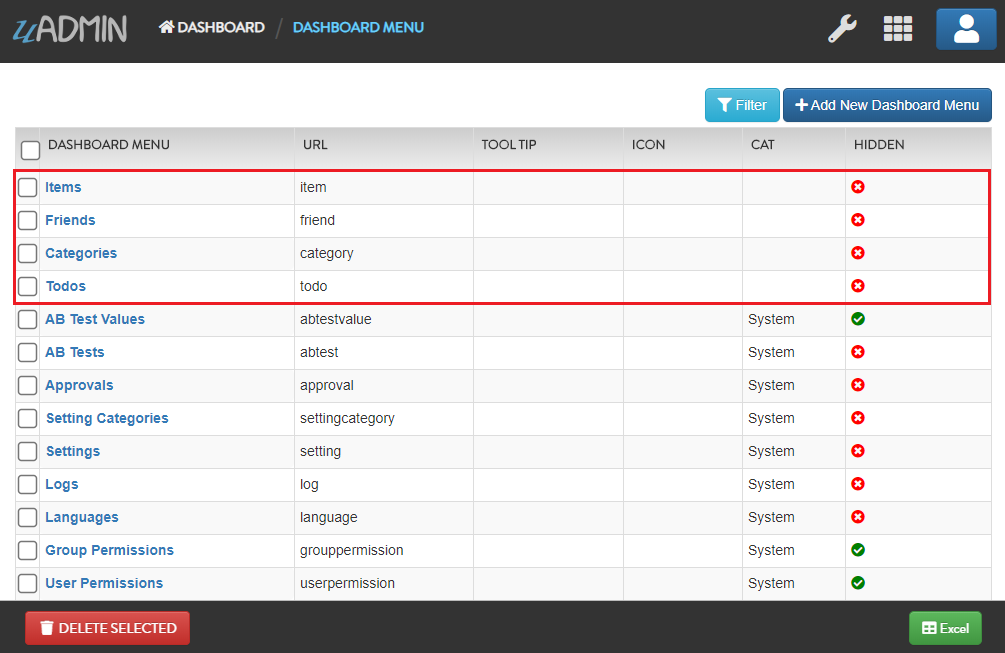 uADMIN DASHBOARD / DASHBOARD MENU
Filter + Add New Dashboard Menu
DASHBOARD MENU URL TOOL TIP ICON CAT HIDDEN
Items item
Friends friend
Categories category
Todos todo
AB Test Values abtestvalue System
AB Tests abtest System
Approvals approval System
Setting Categories settingcategory System
Settings setting System
Logs log System
Languages language System
Group Permissions grouppermission System
User Permissions userpermission System
DELETE SELECTED Excel